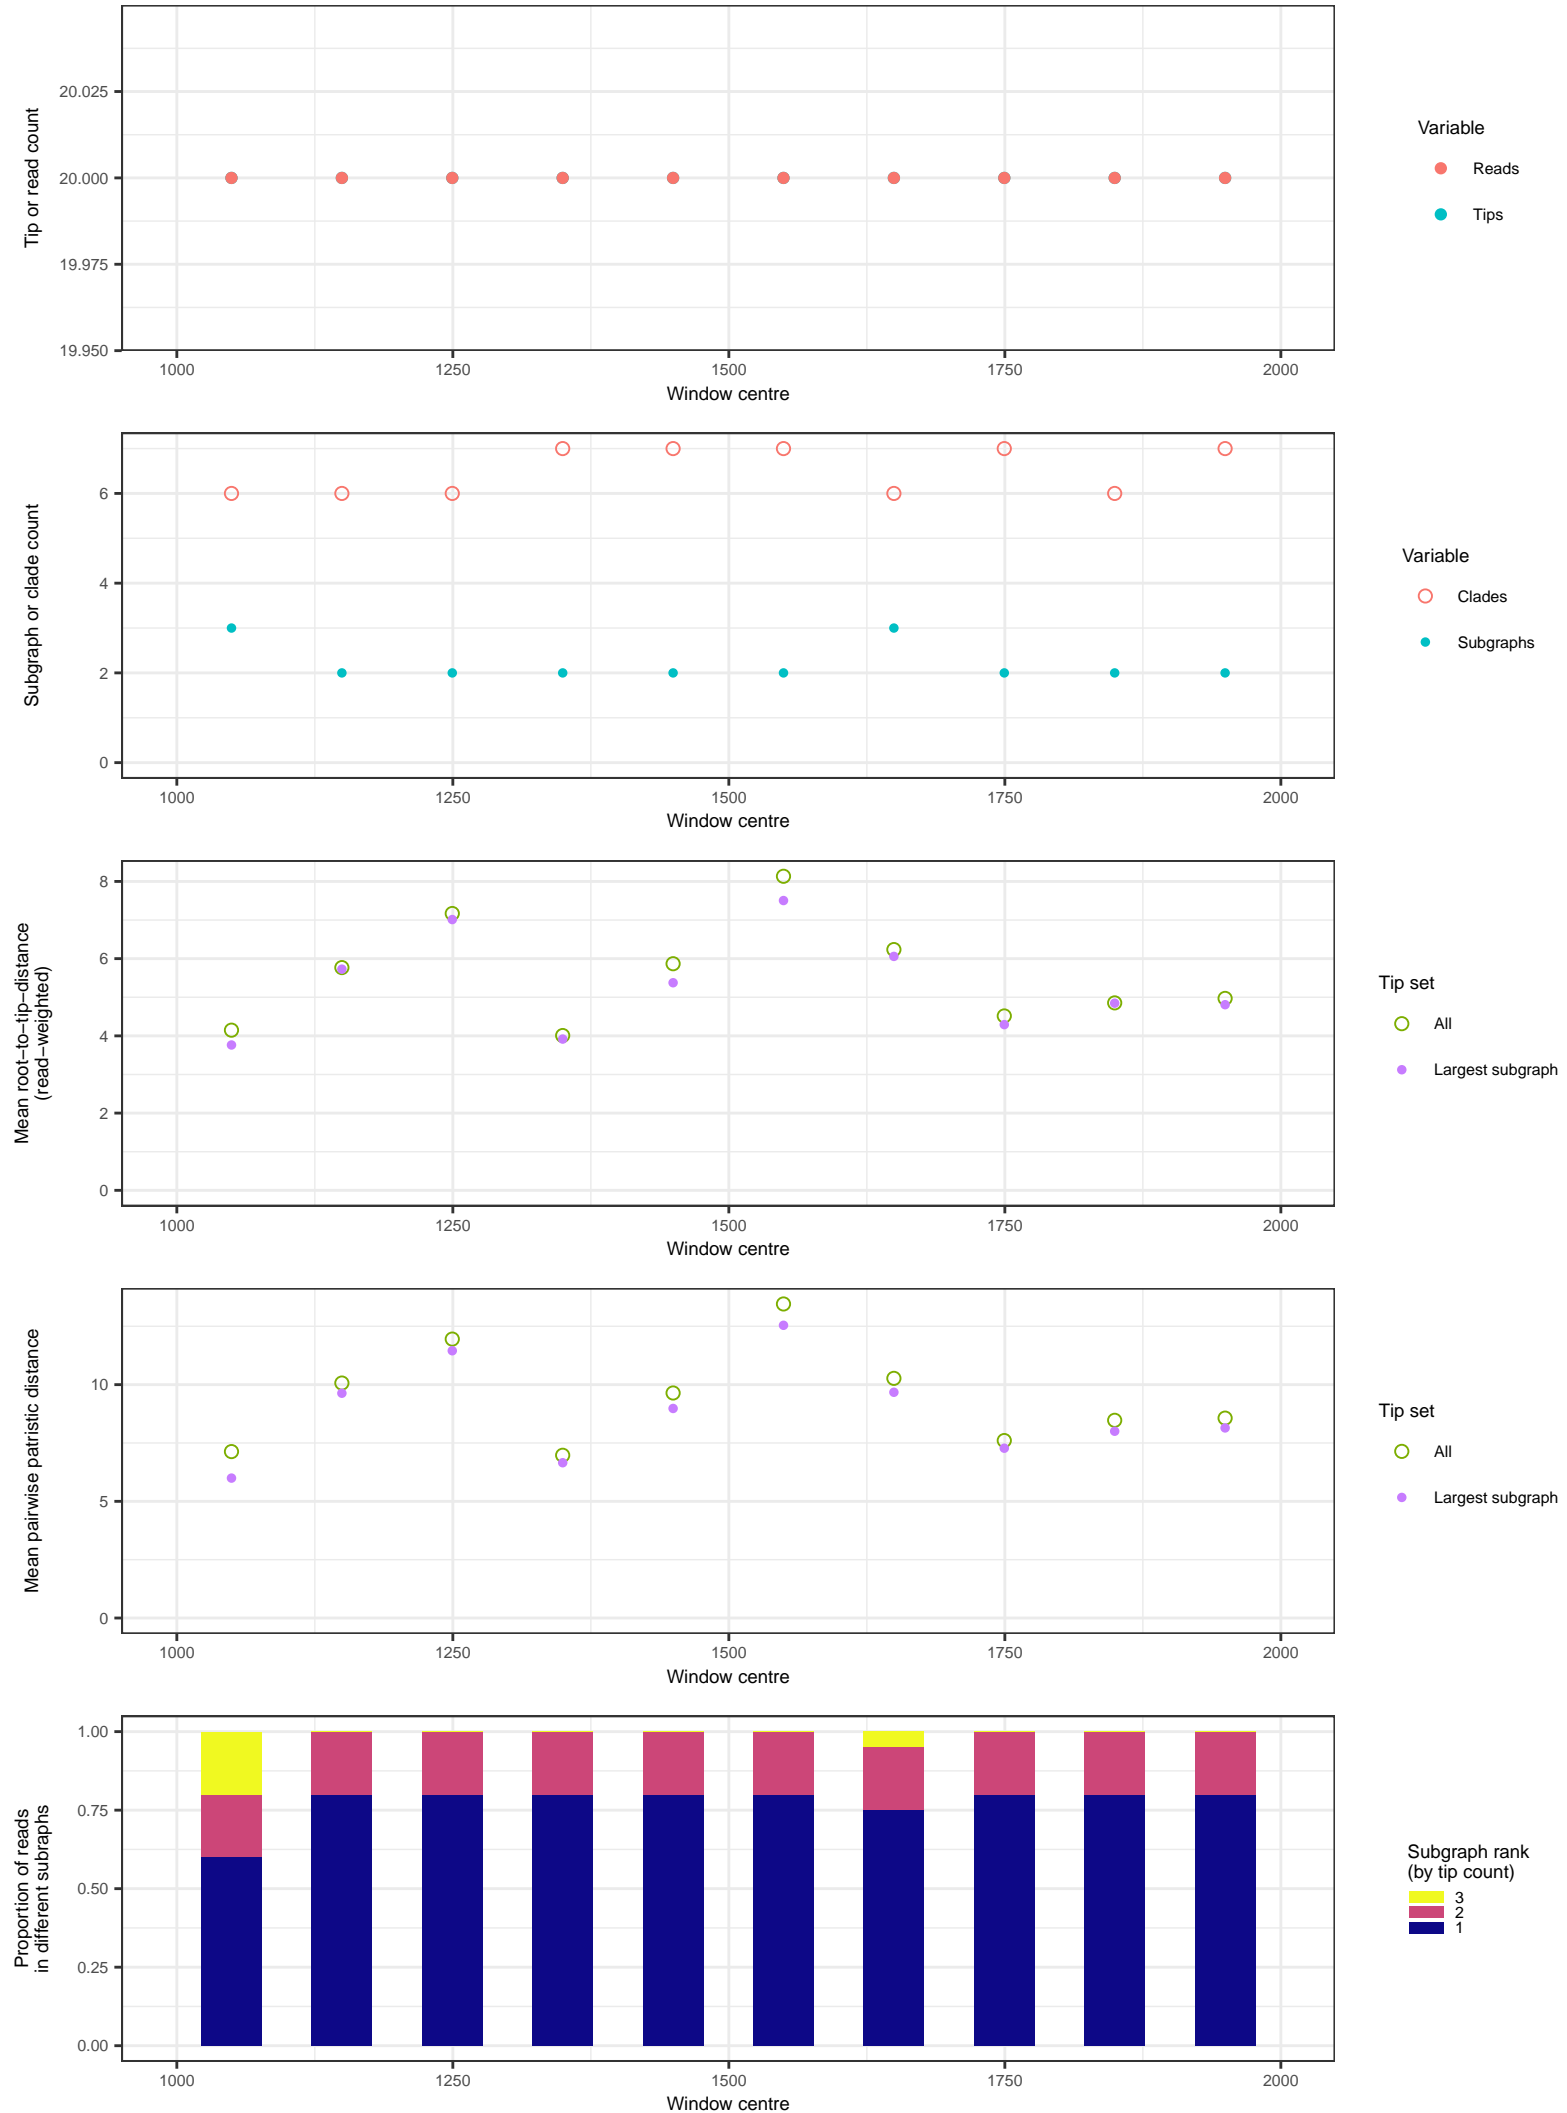 Tip or read count
20.025
20.000
19.975
19.950
1000 1250 1500 1750 2000
Window centre
Variable
Reads
Tips
Subgraph or clade count
6
4
2
0
1000 1250 1500 1750 2000
Window centre
Variable
Clades
Subgraphs
Mean root−to−tip−distance
(read−weighted)
8
6
4
2
0
1000 1250 1500 1750 2000
Window centre
Tip set
All
Largest subgraph
Mean pairwise patristic distance
10
5
0
1000 1250 1500 1750 2000
Window centre
Tip set
All
Largest subgraph
Proportion of reads
in different subraphs
1.00
0.75
0.50
0.25
0.00
1000 1250 1500 1750 2000
Window centre
Subgraph rank
(by tip count)
3
2
1